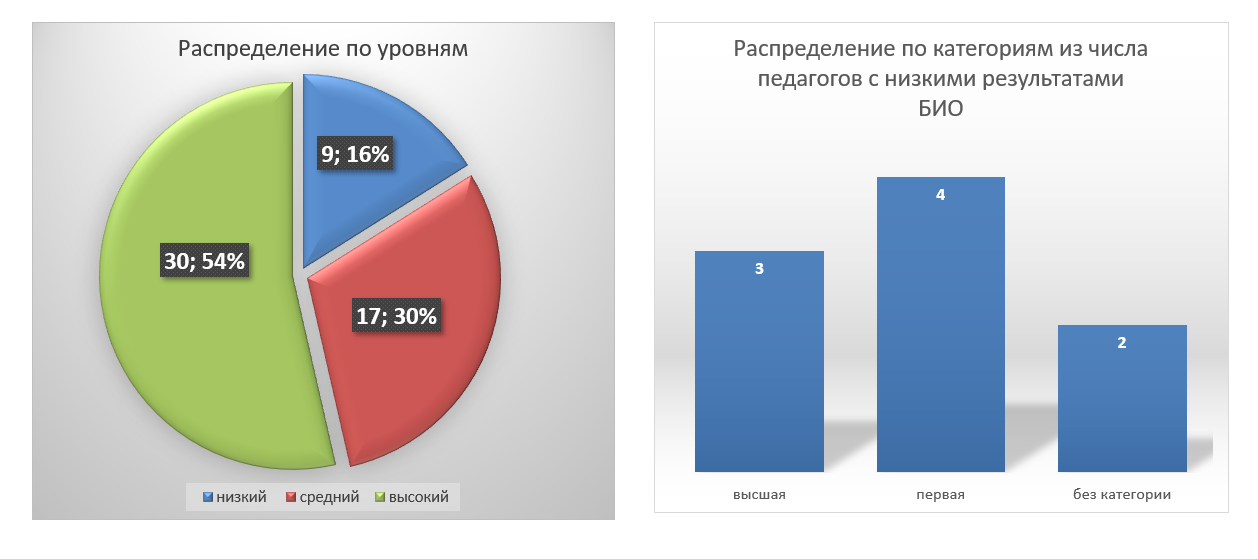 Распределение по уровням
9; 16%
30; 54%
17; 30%
низкий средний высокий
Распределение по категориям из числа
педагогов с низкими результатами
БИО
4
3
2
высшая первая без категории